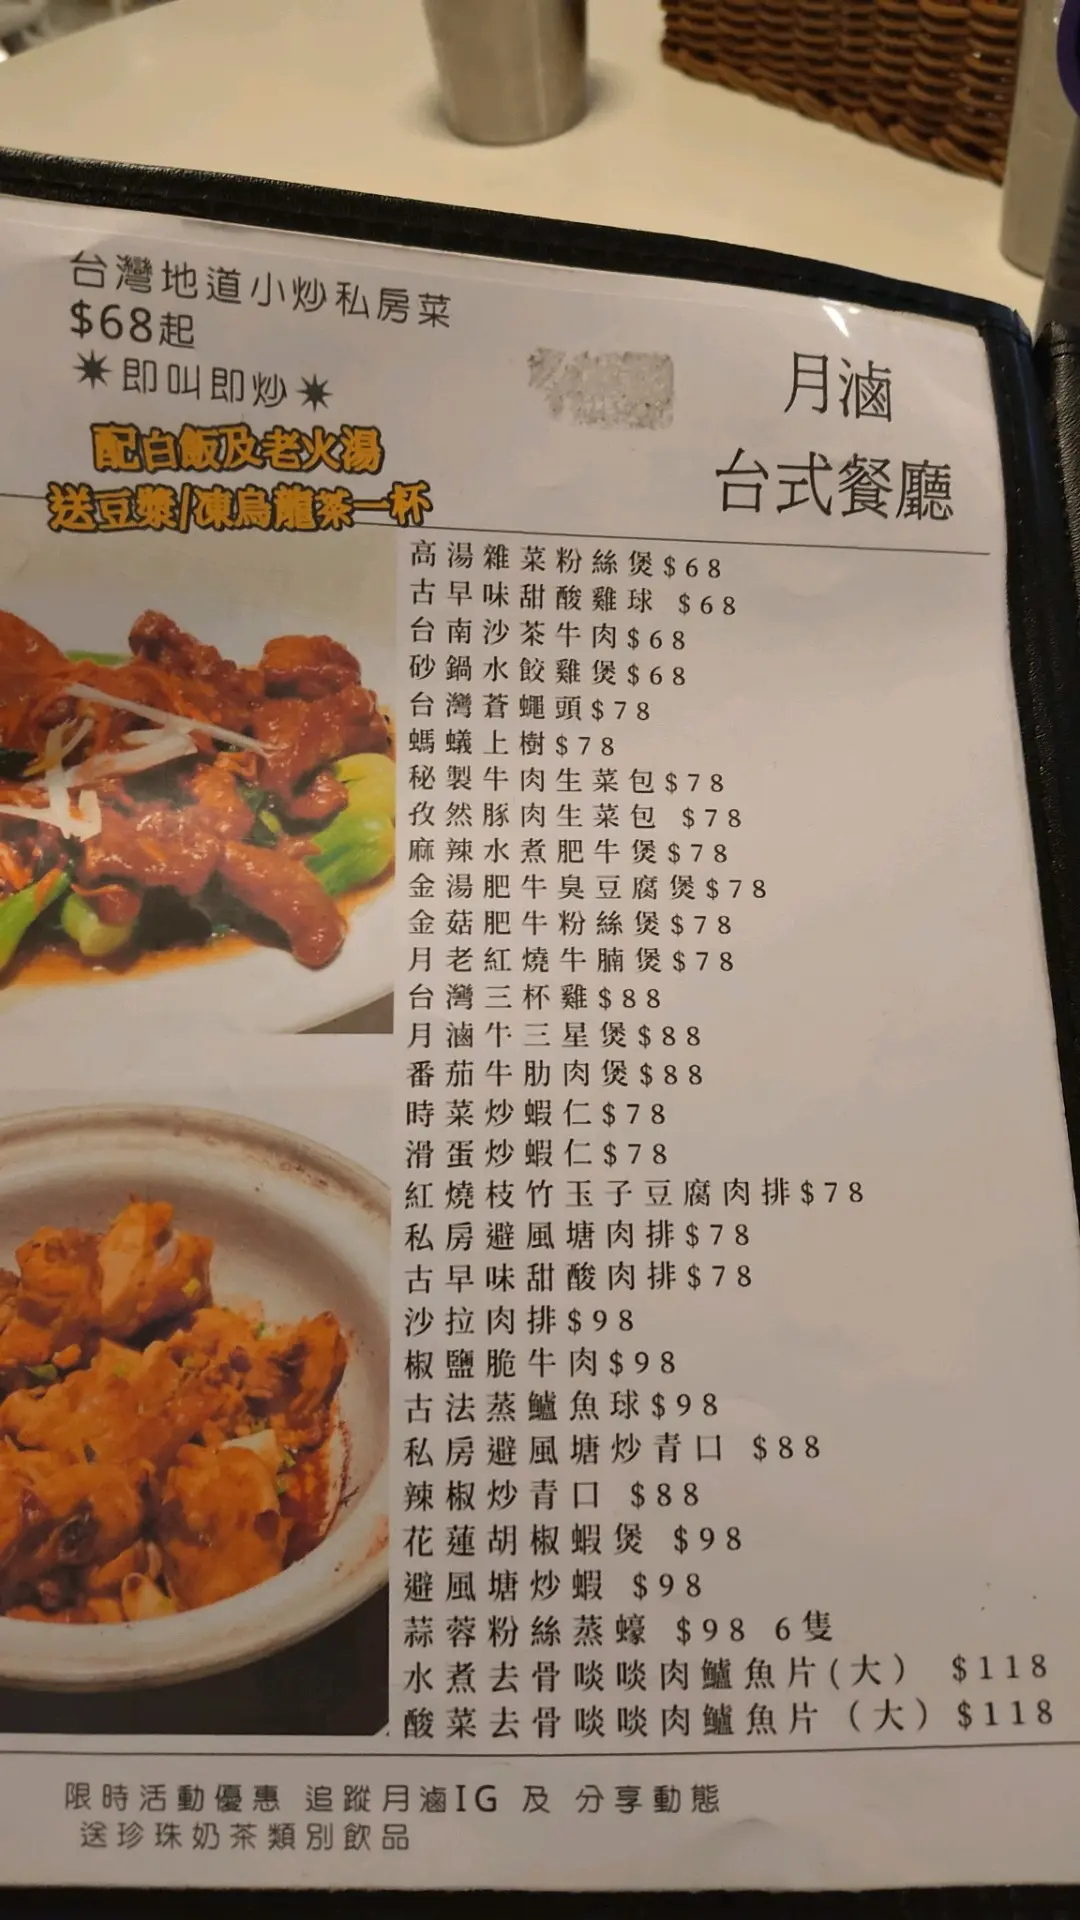 台灣地道小炒私房菜
$68起
✷即叫即炒✷
配白飯及老火湯
送豆漿/凍烏龍茶一杯
月滷
台式餐廳
高湯雜菜粉絲煲$68
古早味甜酸雞球 $68
台南沙茶牛肉$68
砂鍋水餃雞煲$68
台灣蒼蠅頭$78
螞蟻上樹$78
秘製牛肉生菜包$78
孜然豚肉生菜包 $78
麻辣水煮肥牛煲$78
金湯肥牛臭豆腐煲$78
金菇肥牛粉絲煲$78
月老紅燒牛腩煲$78
台灣三杯雞$88
月滷牛三星煲$88
番茄牛肋肉煲$88
時菜炒蝦仁$78
滑蛋炒蝦仁$78
紅燒枝竹玉子豆腐肉排$78
私房避風塘肉排$78
古早味甜酸肉排$78
沙拉肉排$98
椒鹽脆牛肉$98
古法蒸鱸魚球$98
私房避風塘炒青口 $88
辣椒炒青口 $88
花蓮胡椒蝦煲 $98
避風塘炒蝦 $98
蒜蓉粉絲蒸蠔 $98 6隻
水煮去骨啖啖肉鱸魚片(大) $118
酸菜去骨啖啖肉鱸魚片（大）$118
限時活動優惠 追蹤月滷IG 及 分享動態
送珍珠奶茶類別飲品